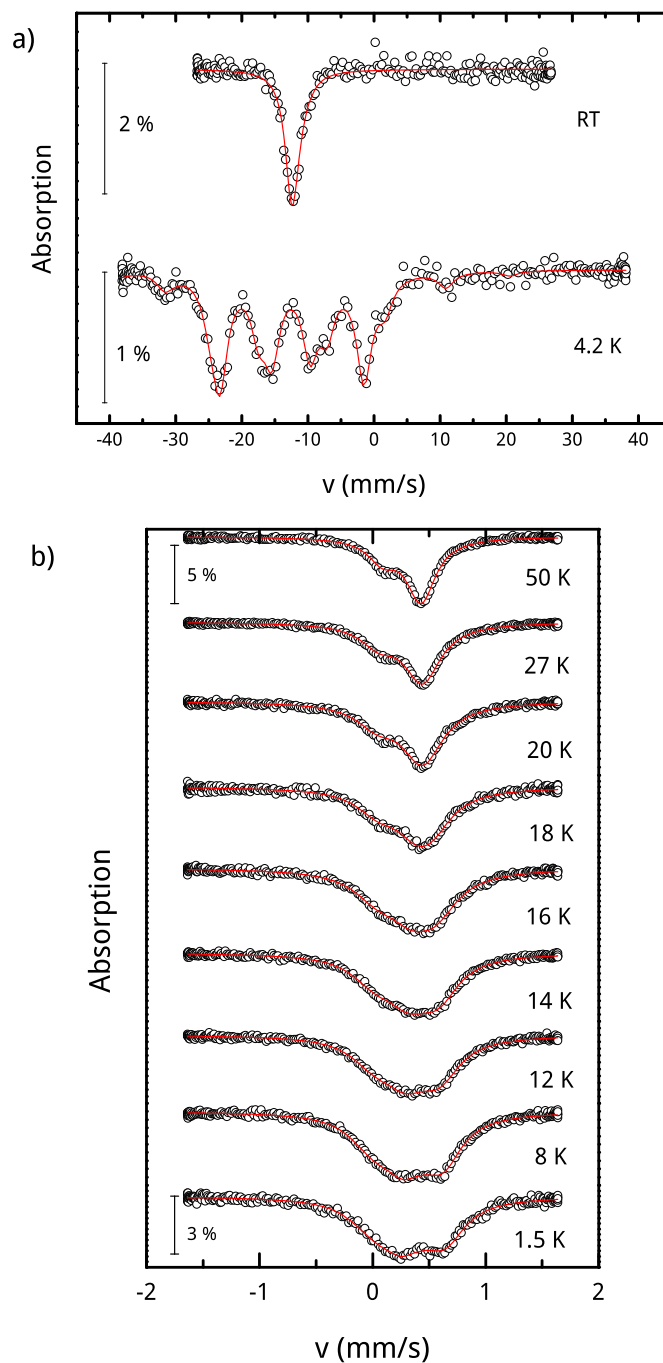 a)
2 %
RT
Absorption
1 %
4.2 K
-40 -30 -20 -10 0 10 20 30 40
v (mm/s)
b)
5 %
50 K
27 K
20 K
18 K
16 K
Absorption
14 K
12 K
8 K
3 %
1.5 K
-2 -1 0 1 2
v (mm/s)